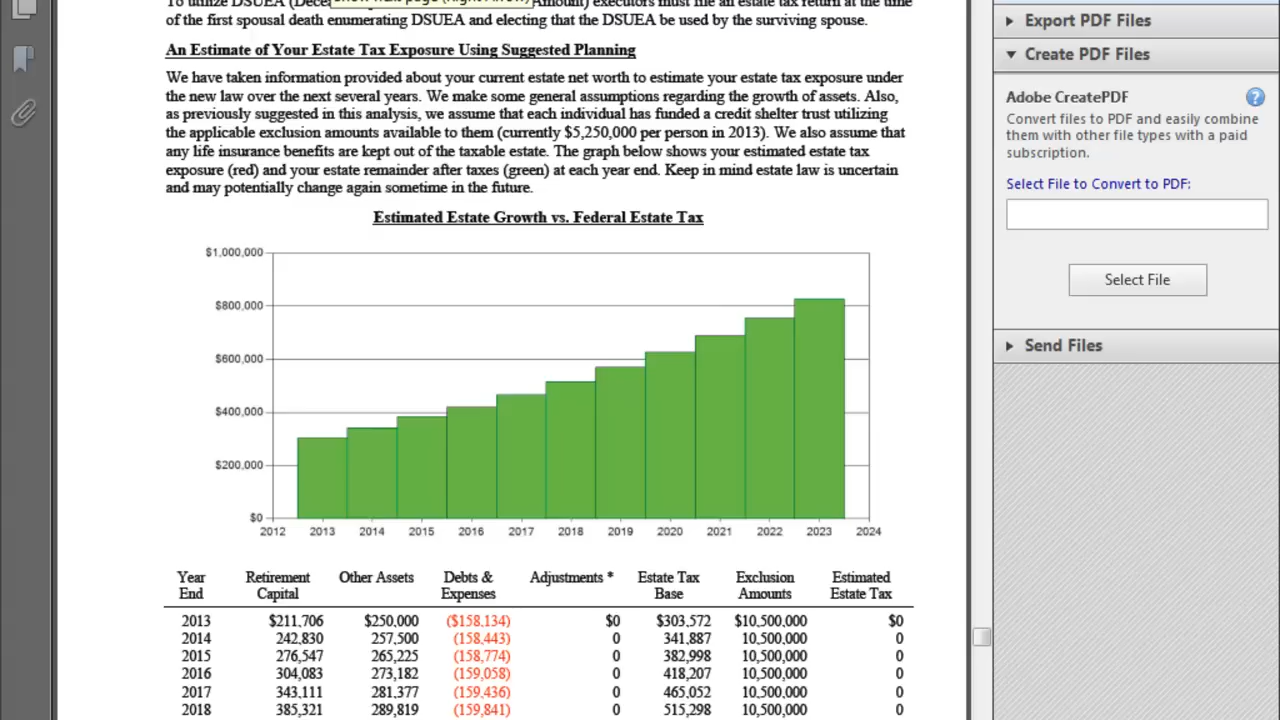 To utilize DSUEA (Dece Amount) executors must file an estate tax return at the time
of the first spousal death enumerating DSUEA and electing that the DSUEA be used by the surviving spouse.
An Estimate of Your Estate Tax Exposure Using Suggested Planning
We have taken information provided about your current estate net worth to estimate your estate tax exposure under
the new law over the next several years. We make some general assumptions regarding the growth of assets. Also,
as previously suggested in this analysis, we assume that each individual has funded a credit shelter trust utilizing
the applicable exclusion amounts available to them (currently $5,250,000 per person in 2013). We also assume that
any life insurance benefits are kept out of the taxable estate. The graph below shows your estimated estate tax
exposure (red) and your estate remainder after taxes (green) at each year end. Keep in mind estate law is uncertain
and may potentially change again sometime in the future.
Estimated Estate Growth vs. Federal Estate Tax
$1,000,000
$800,000
$600,000
$400,000
$200,000
$0
2012 2013 2014 2015 2016 2017 2018 2019 2020 2021 2022 2023 2024
Year Retirement Other Assets Debts & Adjustments * Estate Tax Exclusion Estimated
End Capital Expenses Base Amounts Estate Tax
2013 $211,706 $250,000 ($158,134) $0 $303,572 $10,500,000 $0
2014 242,830 257,500 (158,443) 0 341,887 10,500,000 0
2015 276,547 265,225 (158,774) 0 382,998 10,500,000 0
2016 304,083 273,182 (159,058) 0 418,207 10,500,000 0
2017 343,111 281,377 (159,436) 0 465,052 10,500,000 0
2018 385,321 289,819 (159,841) 0 515,298 10,500,000 0
Export PDF Files
Create PDF Files
Adobe CreatePDF
?
Convert files to PDF and easily combine
them with other file types with a paid
subscription.
Select File to Convert to PDF:
Select File
Send Files